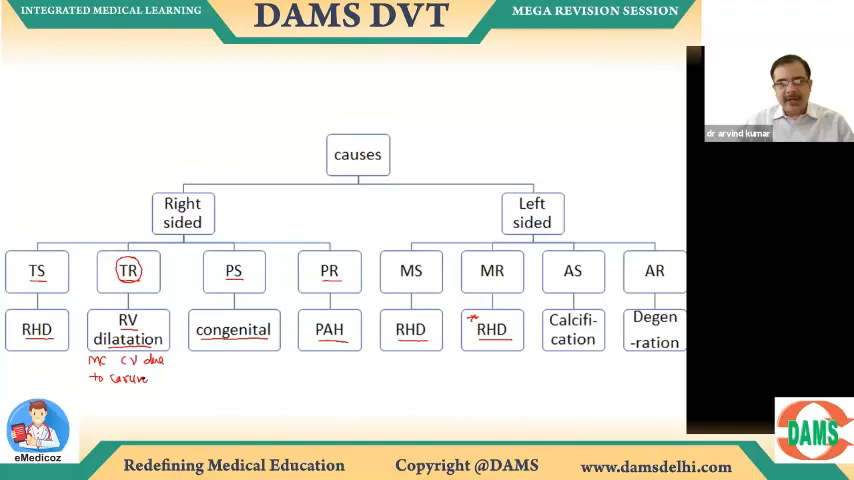 INTEGRATED MEDICAL LEARNING
DAMS DVT
MEGA REVISION SESSION
dr arvind kumar
causes
Right
sided
Left
sided
TS
TR
PS
PR
MS
MR
AS
AR
RHD
RV
dilatation
congenital
PAH
RHD
RHD
Calcifi-
cation
Degen
-ration
MC CV due
to
eMedicoz
DAMS
Redefining Medical Education
Copyright @DAMS
www.damsdelhi.com